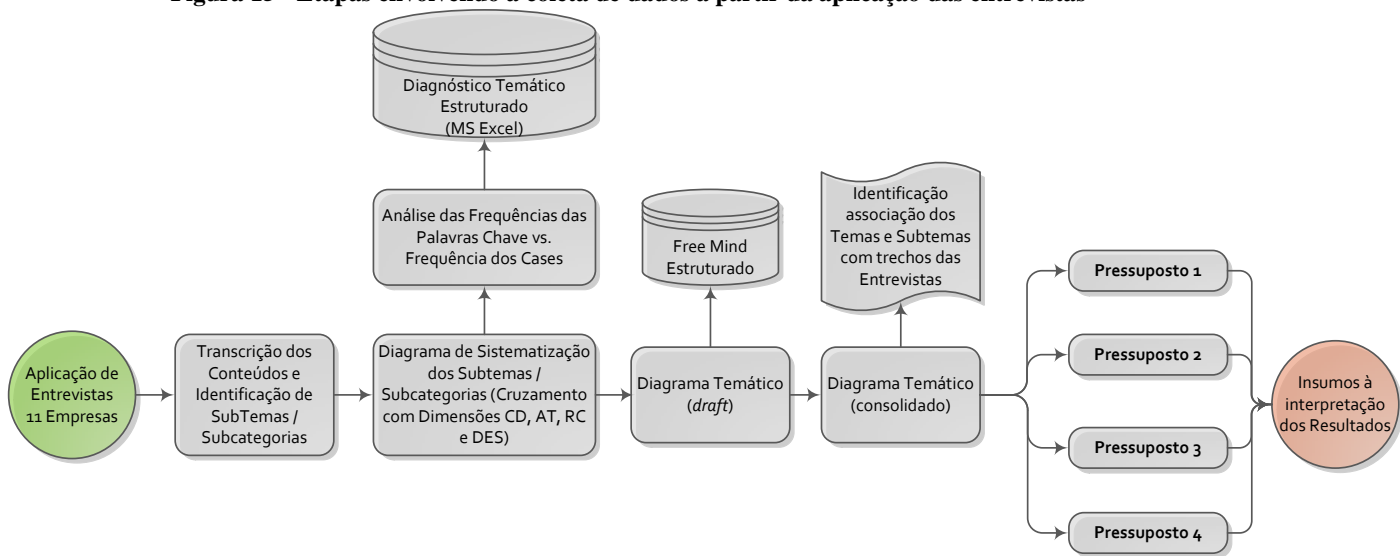 Figura 15 - Etapas envolvendo a coleta de dados a partir da aplicação das entrevistas
Diagnóstico Temático
Estruturado
(MS Excel)
Análise das Frequências das
Palavras Chave vs.
Frequência dos Cases
Free Mind
Estruturado
Identificação
associação dos
Temas e Subtemas
com trechos das
Entrevistas
Aplicação de
Entrevistas
11 Empresas
Transcrição dos
Conteúdos e
Identificação de
SubTemas /
Subcategorias
Diagrama de Sistematização
dos Subtemas /
Subcategorias (Cruzamento
com Dimensões CD, AT, RC
e DES)
Diagrama Temático
(draft)
Diagrama Temático
(consolidado)
Pressuposto 1
Pressuposto 2
Pressuposto 3
Pressuposto 4
Insumos à
interpretação
dos Resultados